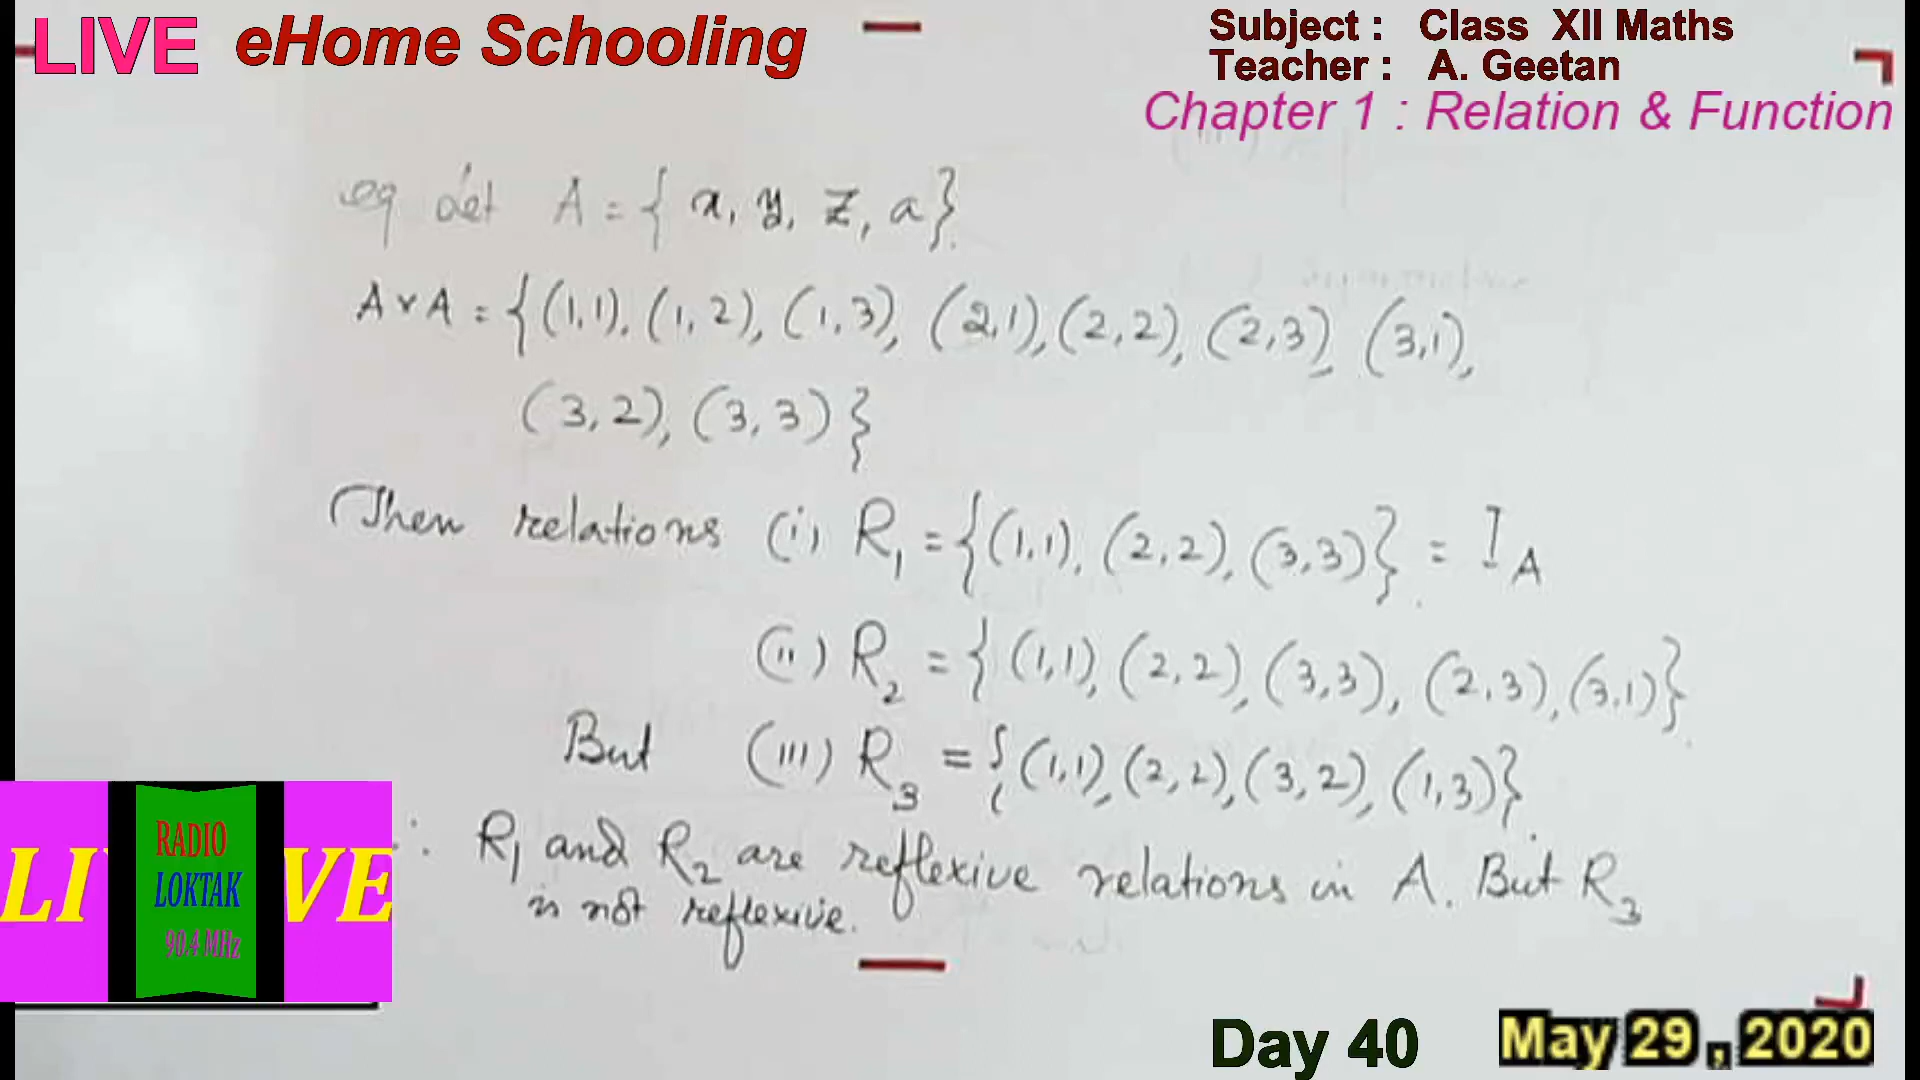 LIVE eHome Schooling
Subject : Class XII Maths
Teacher : A. Geetan
Chapter 1 : Relation & Function
eg Let A = { x, y, z, a}.
A x A = {(1,1), (1,2), (1,3), (2,1), (2,2), (2,3), (3,1),
(3,2), (3,3)}
Then relations (i) R₁ = {(1,1), (2,2), (3,3)} = I_A
(ii) R₂ = { (1,1), (2,2), (3,3), (2,3), (3,1)}
But (iii) R₃ = {(1,1), (2,2), (3,2), (1,3)}.
∴ R₁ and R₂ are reflexive relations in A. But R₃
is not reflexive.
LI VE
RADIO
LOKTAK
90.4 MHz
Day 40 May 29 , 2020